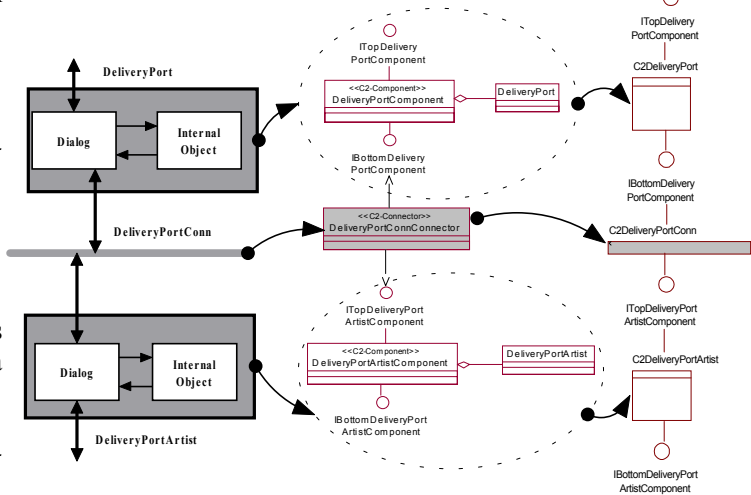 DeliveryPort
Dialog
Internal
Object
DeliveryPortConn
Dialog
Internal
Object
DeliveryPortArtist
ITopDelivery
PortComponent
<<C2-Component>>
DeliveryPortComponent
DeliveryPort
IBottomDelivery
PortComponent
<<C2-Connector>>
DeliveryPortConnConnector
ITopDeliveryPort
ArtistComponent
<<C2-Component>>
DeliveryPortArtistComponent
DeliveryPortArtist
IBottomDeliveryPort
ArtistComponent
ITopDelivery
PortComponent
C2DeliveryPort
IBottomDelivery
PortComponent
C2DeliveryPortConn
ITopDeliveryPort
ArtistComponent
C2DeliveryPortArtist
IBottomDeliveryPort
ArtistComponent